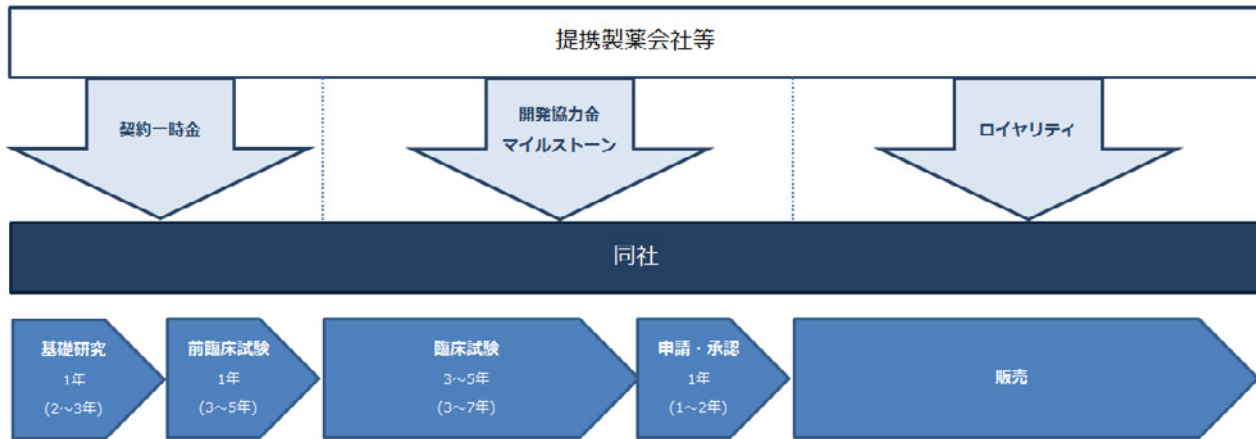 提携製薬会社等
契約一時金
開発協力金
マイルストーン
ロイヤリティ
同社
基礎研究
1年
(2～3年)
前臨床試験
1年
(3～5年)
臨床試験
3～5年
(3～7年)
申請・承認
1年
(1～2年)
販売